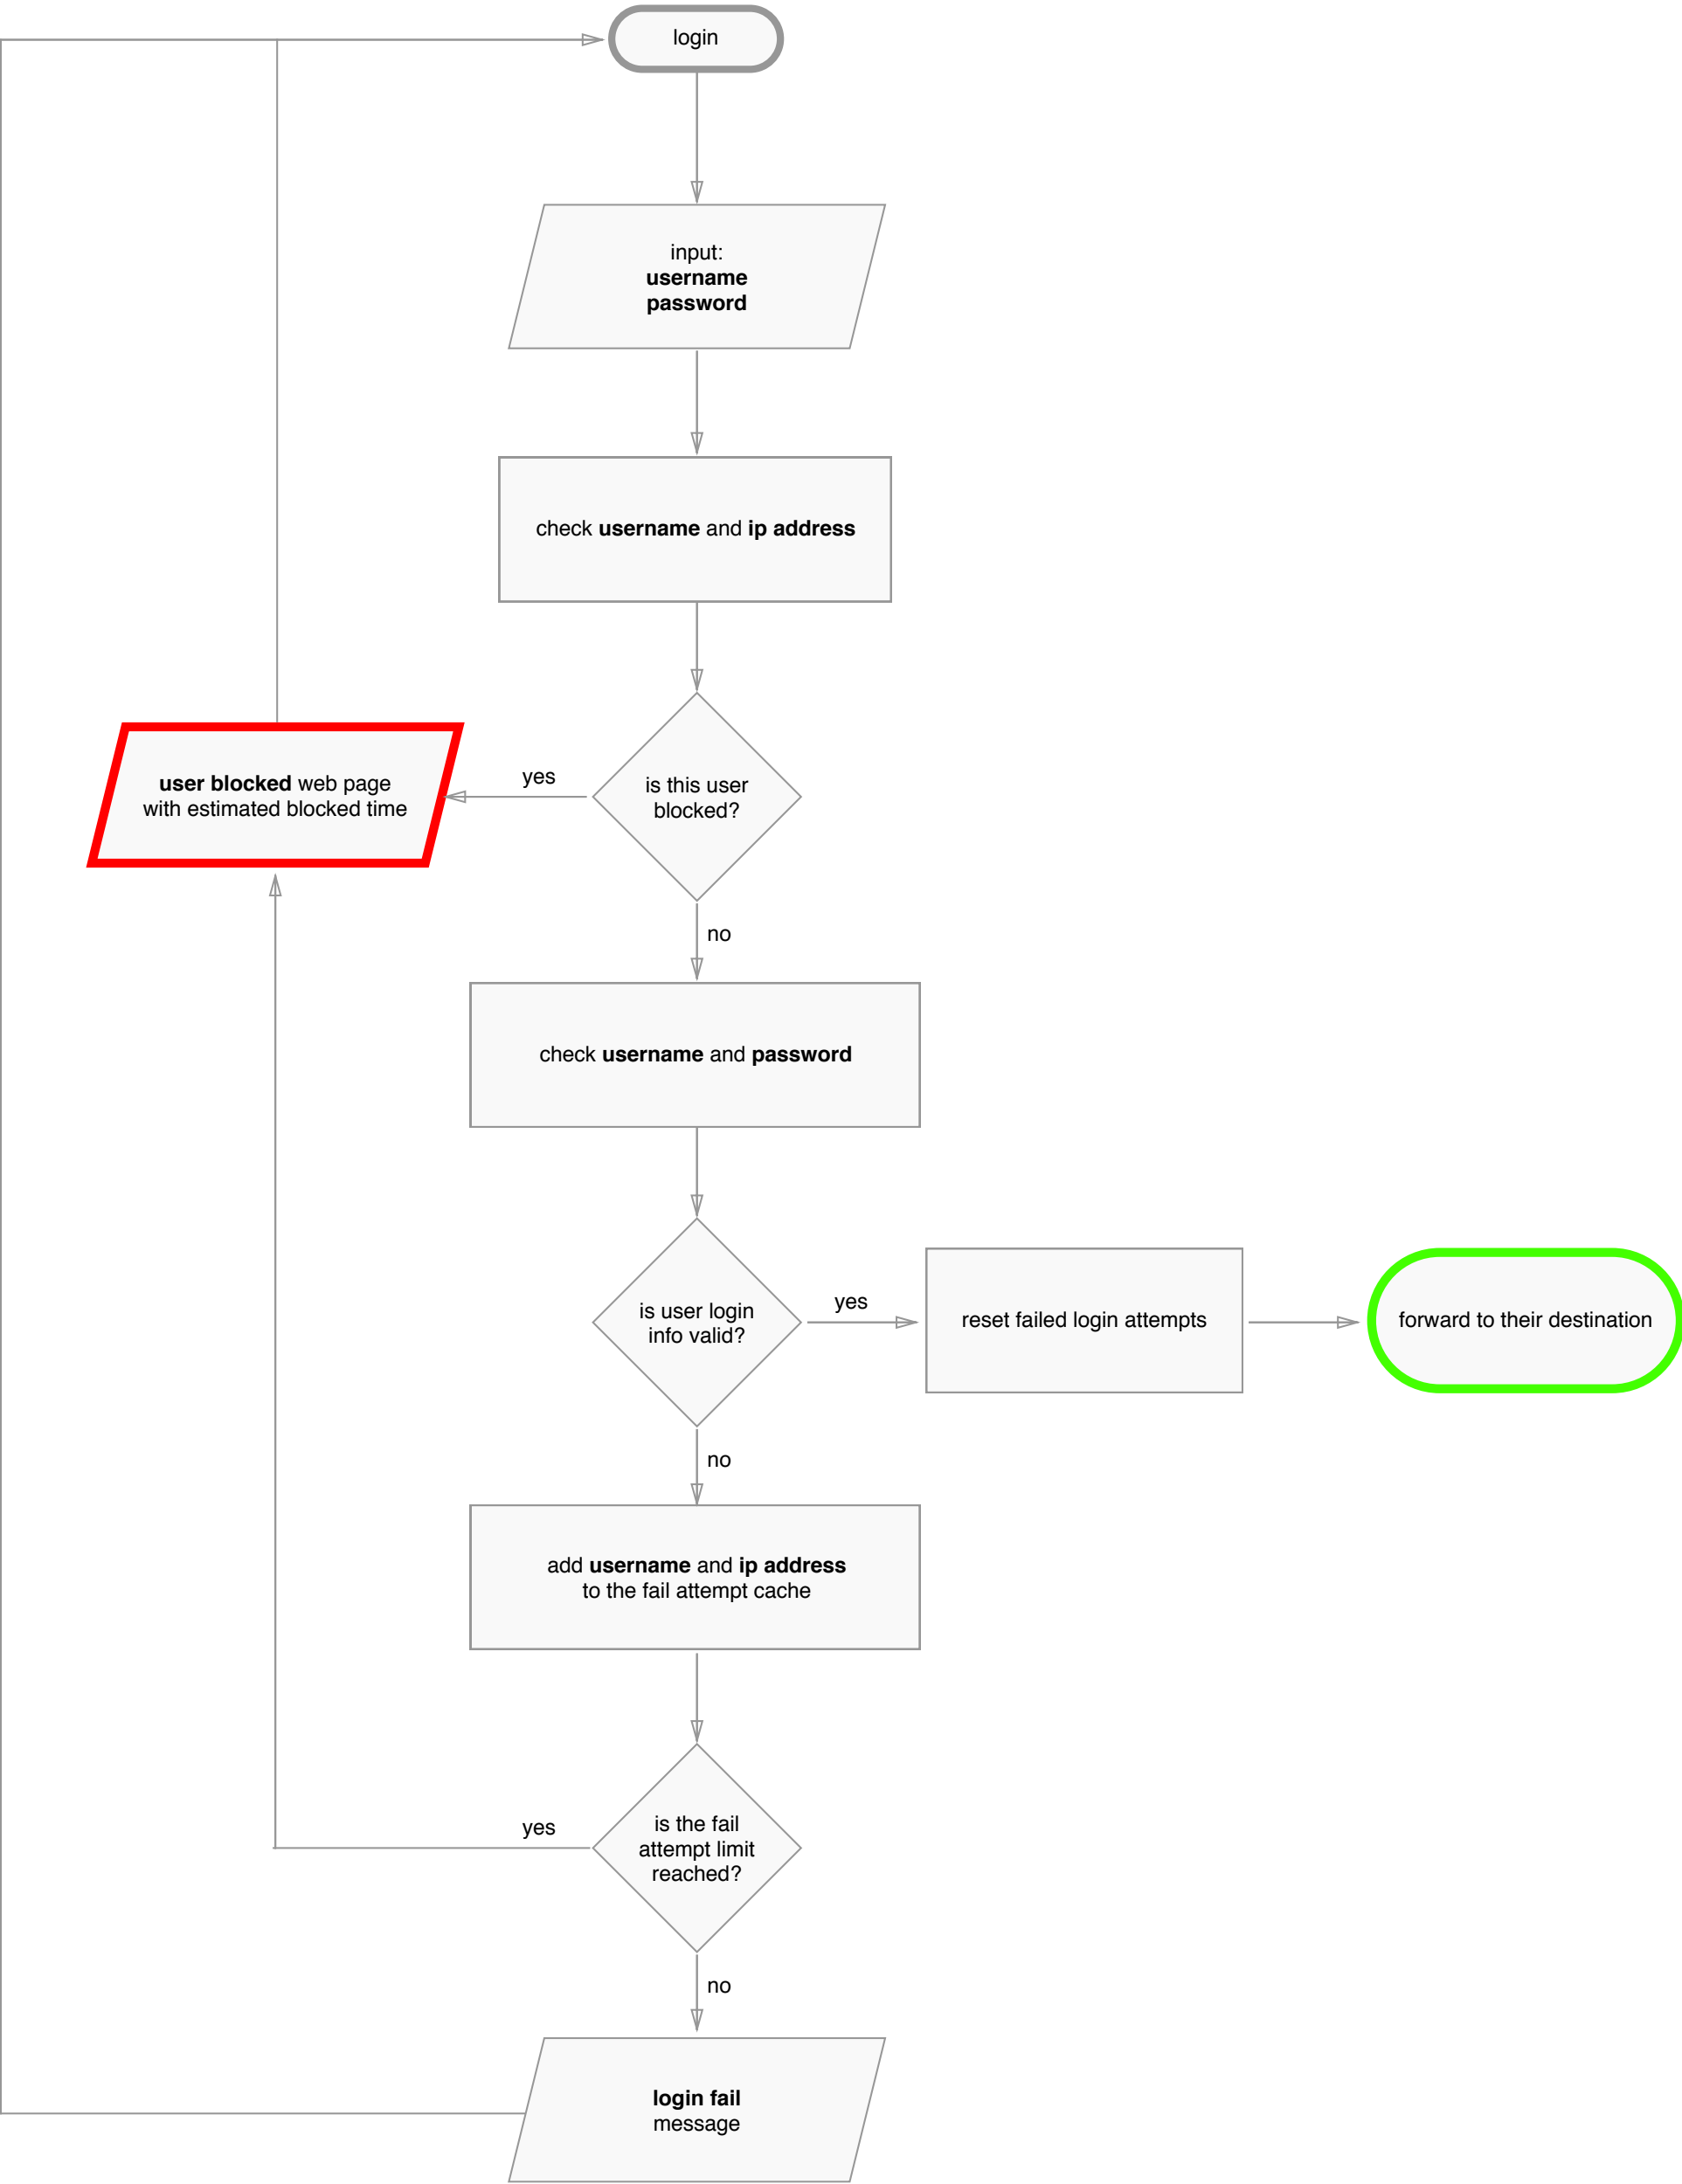 login
input:
username
password
check username and ip address
is this user
blocked?
yes
user blocked web page
with estimated blocked time
no
check username and password
is user login
info valid?
yes
reset failed login attempts
forward to their destination
no
add username and ip address
to the fail attempt cache
is the fail
attempt limit
reached?
yes
no
login fail
message